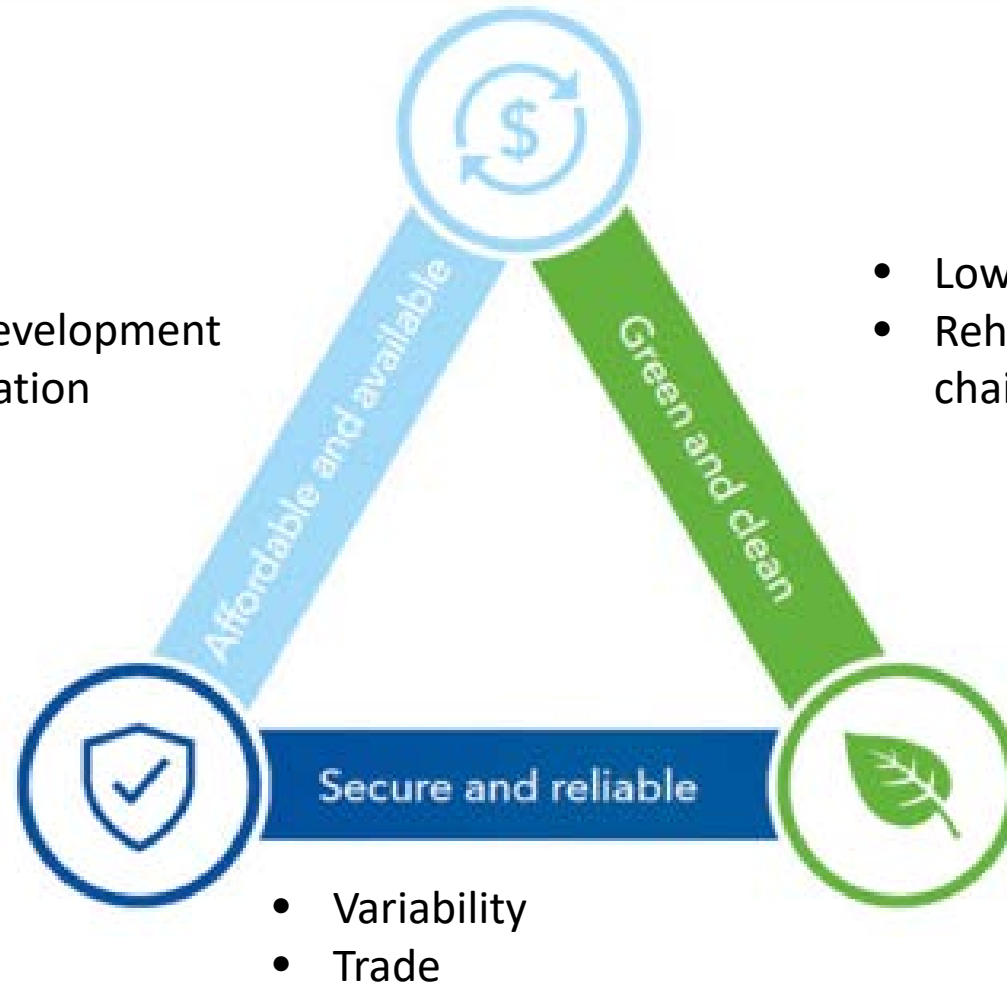 $
• Low
• Reh
chai
evelopment
ation
Affordable and available
Green and clean
Secure and reliable
• Variability
• Trade